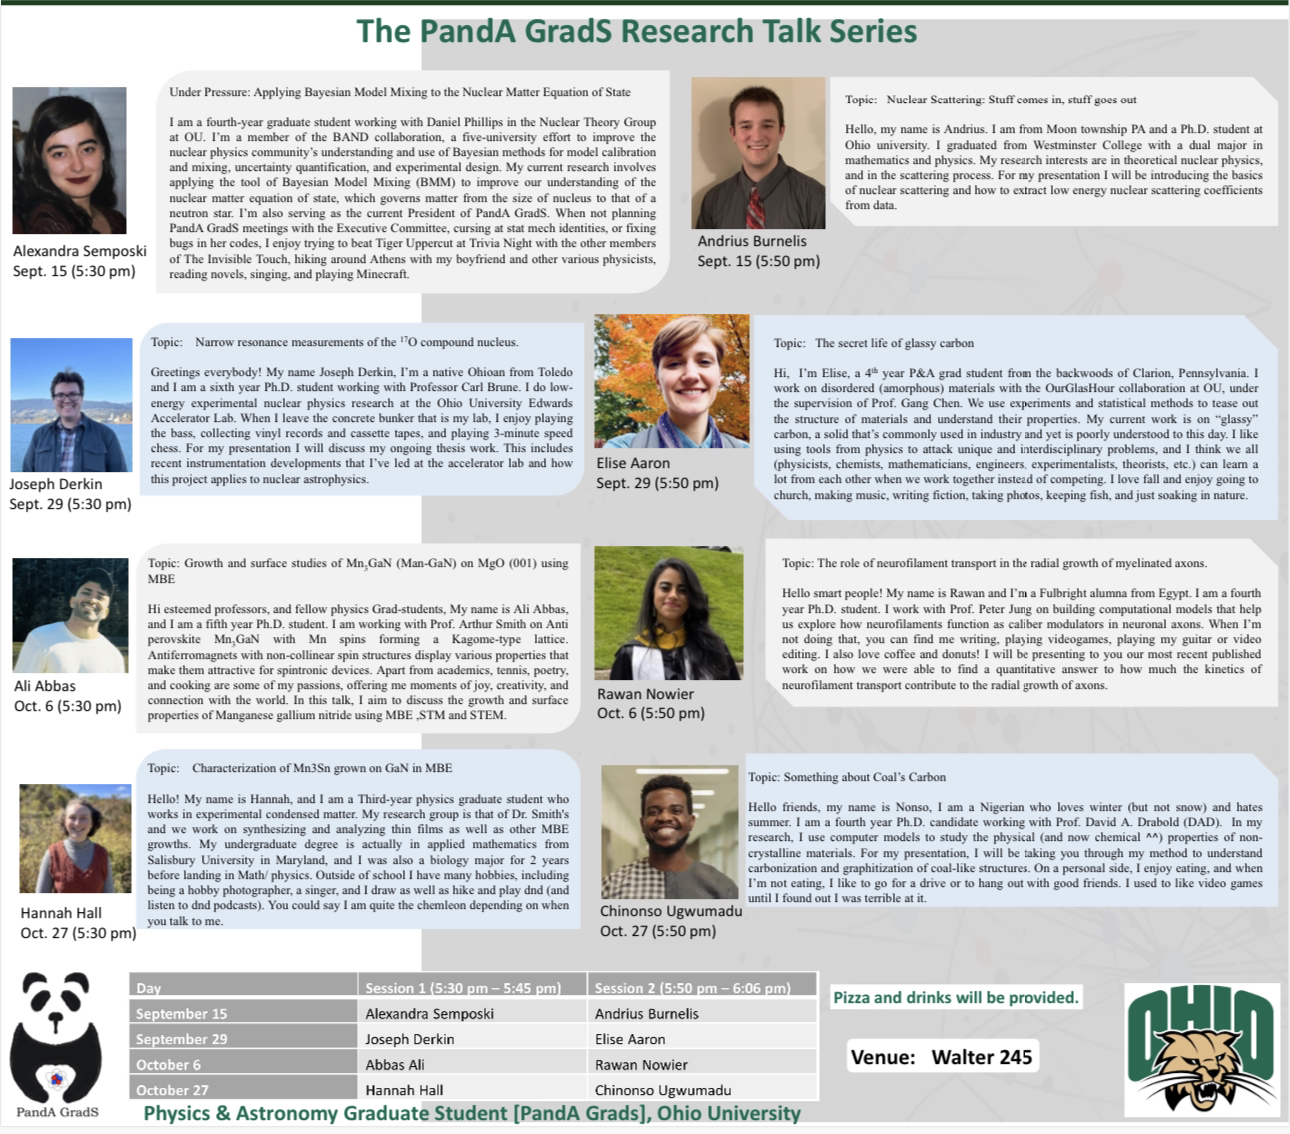 The PandA GradS Research Talk Series
Under Pressure: Applying Bayesian Model Mixing to the Nuclear Matter Equation of State
I am a fourth-year graduate student working with Daniel Phillips in the Nuclear Theory Group
at OU. I'm a member of the BAND collaboration, a five-university effort to improve the
nuclear physics community's understanding and use of Bayesian methods for model calibration
and mixing, uncertainty quantification, and experimental design. My current research involves
applying the tool of Bayesian Model Mixing (BMM) to improve our understanding of the
nuclear matter equation of state, which governs matter from the size of nucleus to that of a
neutron star. I'm also serving as the current President of PandA GradS. When not planning
PandA GradS meetings with the Executive Committee, cursing at stat mech identities, or fixing
bugs in her codes, I enjoy trying to beat Tiger Uppercut at Trivia Night with the other members
of The Invisible Touch, hiking around Athens with my boyfriend and other various physicists,
reading novels, singing, and playing Minecraft.
Alexandra Semposki
Sept. 15 (5:30 pm)
Topic: Nuclear Scattering: Stuff comes in, stuff goes out
Hello, my name is Andrius. I am from Moon township PA and a Ph.D. student at
Ohio university. I graduated from Westminster College with a dual major in
mathematics and physics. My research interests are in theoretical nuclear physics,
and in the scattering process. For my presentation I will be introducing the basics
of nuclear scattering and how to extract low energy nuclear scattering coefficients
from data.
Andrius Burnelis
Sept. 15 (5:50 pm)
Topic: Narrow resonance measurements of the ¹⁷O compound nucleus.
Greetings everybody! My name Joseph Derkin, I'm a native Ohioan from Toledo
and I am a sixth year Ph.D. student working with Professor Carl Brune. I do low-
energy experimental nuclear physics research at the Ohio University Edwards
Accelerator Lab. When I leave the concrete bunker that is my lab, I enjoy playing
the bass, collecting vinyl records and cassette tapes, and playing 3-minute speed
chess. For my presentation I will discuss my ongoing thesis work. This includes
recent instrumentation developments that I've led at the accelerator lab and how
this project applies to nuclear astrophysics.
Joseph Derkin
Sept. 29 (5:30 pm)
Topic: The secret life of glassy carbon
Hi, I'm Elise, a 4th year P&A grad student from the backwoods of Clarion, Pennsylvania. I
work on disordered (amorphous) materials with the OurGlasHour collaboration at OU, under
the supervision of Prof. Gang Chen. We use experiments and statistical methods to tease out
the structure of materials and understand their properties. My current work is on “glassy”
carbon, a solid that's commonly used in industry and yet is poorly understood to this day. I like
using tools from physics to attack unique and interdisciplinary problems, and I think we all
(physicists, chemists, mathematicians, engineers, experimentalists, theorists, etc.) can learn a
lot from each other when we work together instead of competing. I love fall and enjoy going to
church, making music, writing fiction, taking photos, keeping fish, and just soaking in nature.
Elise Aaron
Sept. 29 (5:50 pm)
Topic: Growth and surface studies of Mn₃GaN (Man-GaN) on MgO (001) using
MBE
Hi esteemed professors, and fellow physics Grad-students, My name is Ali Abbas,
and I am a fifth year Ph.D. student. I am working with Prof. Arthur Smith on Anti
perovskite Mn₃GaN with Mn spins forming a Kagome-type lattice.
Antiferromagnets with non-collinear spin structures display various properties that
make them attractive for spintronic devices. Apart from academics, tennis, poetry,
and cooking are some of my passions, offering me moments of joy, creativity, and
connection with the world. In this talk, I aim to discuss the growth and surface
properties of Manganese gallium nitride using MBE ,STM and STEM.
Ali Abbas
Oct. 6 (5:30 pm)
Topic: The role of neurofilament transport in the radial growth of myelinated axons.
Hello smart people! My name is Rawan and I'm a Fulbright alumna from Egypt. I am a fourth
year Ph.D. student. I work with Prof. Peter Jung on building computational models that help
us explore how neurofilaments function as caliber modulators in neuronal axons. When I'm
not doing that, you can find me writing, playing videogames, playing my guitar or video
editing. I also love coffee and donuts! I will be presenting to you our most recent published
work on how we were able to find a quantitative answer to how much the kinetics of
neurofilament transport contribute to the radial growth of axons.
Rawan Nowier
Oct. 6 (5:50 pm)
Topic: Characterization of Mn3Sn grown on GaN in MBE
Hello! My name is Hannah, and I am a Third-year physics graduate student who
works in experimental condensed matter. My research group is that of Dr. Smith's
and we work on synthesizing and analyzing thin films as well as other MBE
growths. My undergraduate degree is actually in applied mathematics from
Salisbury University in Maryland, and I was also a biology major for 2 years
before landing in Math/ physics. Outside of school I have many hobbies, including
being a hobby photographer, a singer, and I draw as well as hike and play dnd (and
listen to dnd podcasts). You could say I am quite the chemleon depending on when
you talk to me.
Hannah Hall
Oct. 27 (5:30 pm)
Topic: Something about Coal's Carbon
Hello friends, my name is Nonso, I am a Nigerian who loves winter (but not snow) and hates
summer. I am a fourth year Ph.D. candidate working with Prof. David A. Drabold (DAD). In my
research, I use computer models to study the physical (and now chemical ^^) properties of non-
crystalline materials. For my presentation, I will be taking you through my method to understand
carbonization and graphitization of coal-like structures. On a personal side, I enjoy eating, and when
I'm not eating, I like to go for a drive or to hang out with good friends. I used to like video games
until I found out I was terrible at it.
Chinonso Ugwumadu
Oct. 27 (5:50 pm)
PandA GradS
Day Session 1 (5:30 pm – 5:45 pm) Session 2 (5:50 pm – 6:06 pm)
September 15 Alexandra Semposki Andrius Burnelis
September 29 Joseph Derkin Elise Aaron
October 6 Abbas Ali Rawan Nowier
October 27 Hannah Hall Chinonso Ugwumadu
Pizza and drinks will be provided.
Venue: Walter 245
OHIO
Physics & Astronomy Graduate Student [PandA Grads], Ohio University